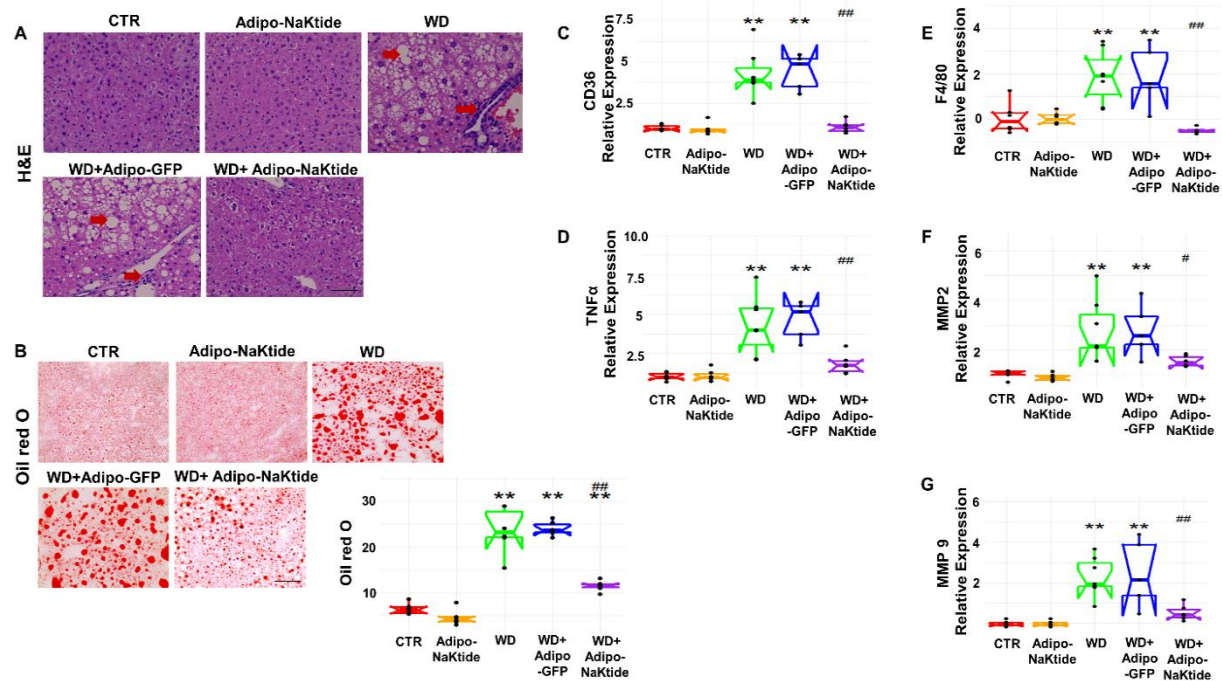 A
H&E
CTR
Adipo-NaKtide
WD
WD+Adipo-GFP
WD+ Adipo-NaKtide
B
Oil red O
CTR
Adipo-NaKtide
WD
WD+Adipo-GFP
WD+ Adipo-NaKtide
Oil red O
30
20
10
**
**
##
**
CTR
Adipo-
NaKtide
WD
WD+
Adipo
-GFP
WD+
Adipo-
NaKtide
C
CD36
Relative Expression
7.5
5
2.5
**
**
##
CTR
Adipo-
NaKtide
WD
WD+
Adipo
-GFP
WD+
Adipo-
NaKtide
D
TNFα
Relative Expression
10.0
7.5
5
2.5
**
**
##
CTR
Adipo-
NaKtide
WD
WD+
Adipo
-GFP
WD+
Adipo-
NaKtide
E
F4/80
Relative Expression
4
2
0
**
**
##
CTR
Adipo-
NaKtide
WD
WD+
Adipo
-GFP
WD+
Adipo-
NaKtide
F
MMP2
Relative Expression
6
4
2
**
**
#
CTR
Adipo-
NaKtide
WD
WD+
Adipo
-GFP
WD+
Adipo-
NaKtide
G
MMP 9
Relative Expression
6
4
2
**
**
##
CTR
Adipo-
NaKtide
WD
WD+
Adipo
-GFP
WD+
Adipo-
NaKtide